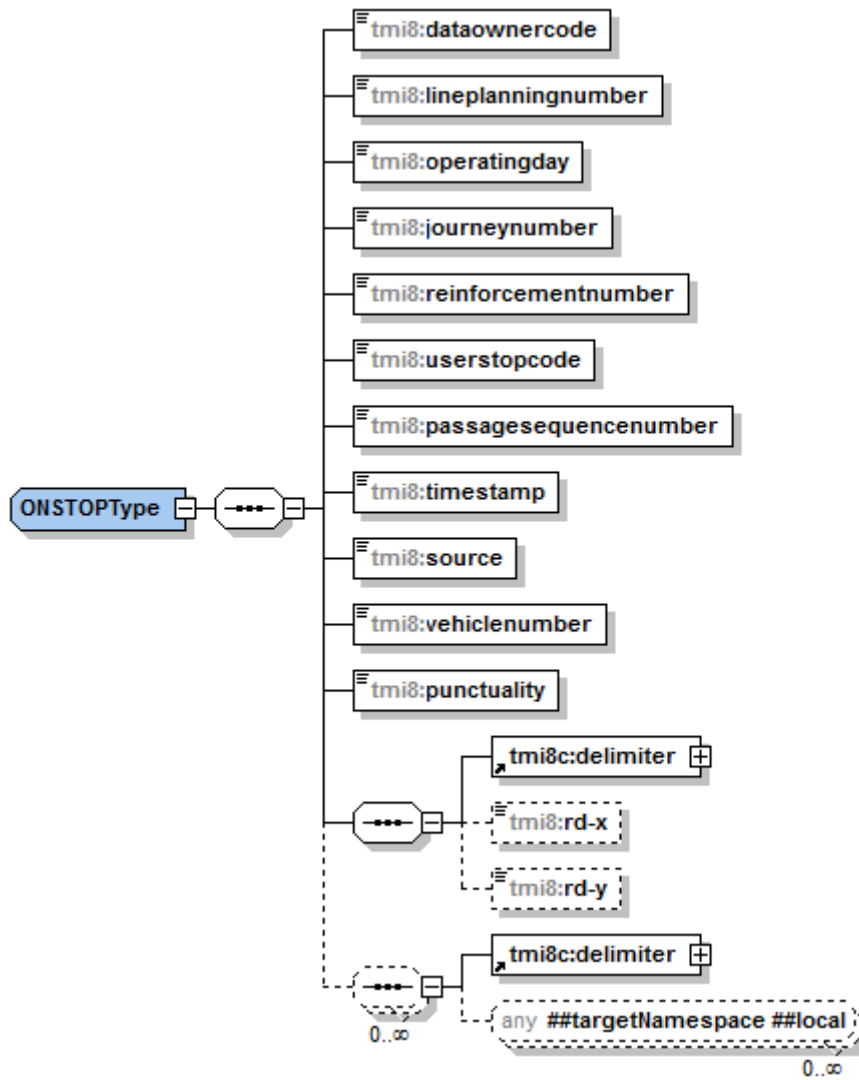 tmi8:dataownercode
tmi8:lineplanningnumber
tmi8:operatingday
tmi8:journeynumber
tmi8:reinforcementnumber
tmi8:userstopcode
tmi8:passagesequencenumber
ONSTOPType
tmi8:timestamp
tmi8:source
tmi8:vehiclenumber
tmi8:punctuality
tmi8c:delimiter
tmi8:rd-x
tmi8:rd-y
tmi8c:delimiter
any ##targetNamespace ##local
0..∞
0..∞